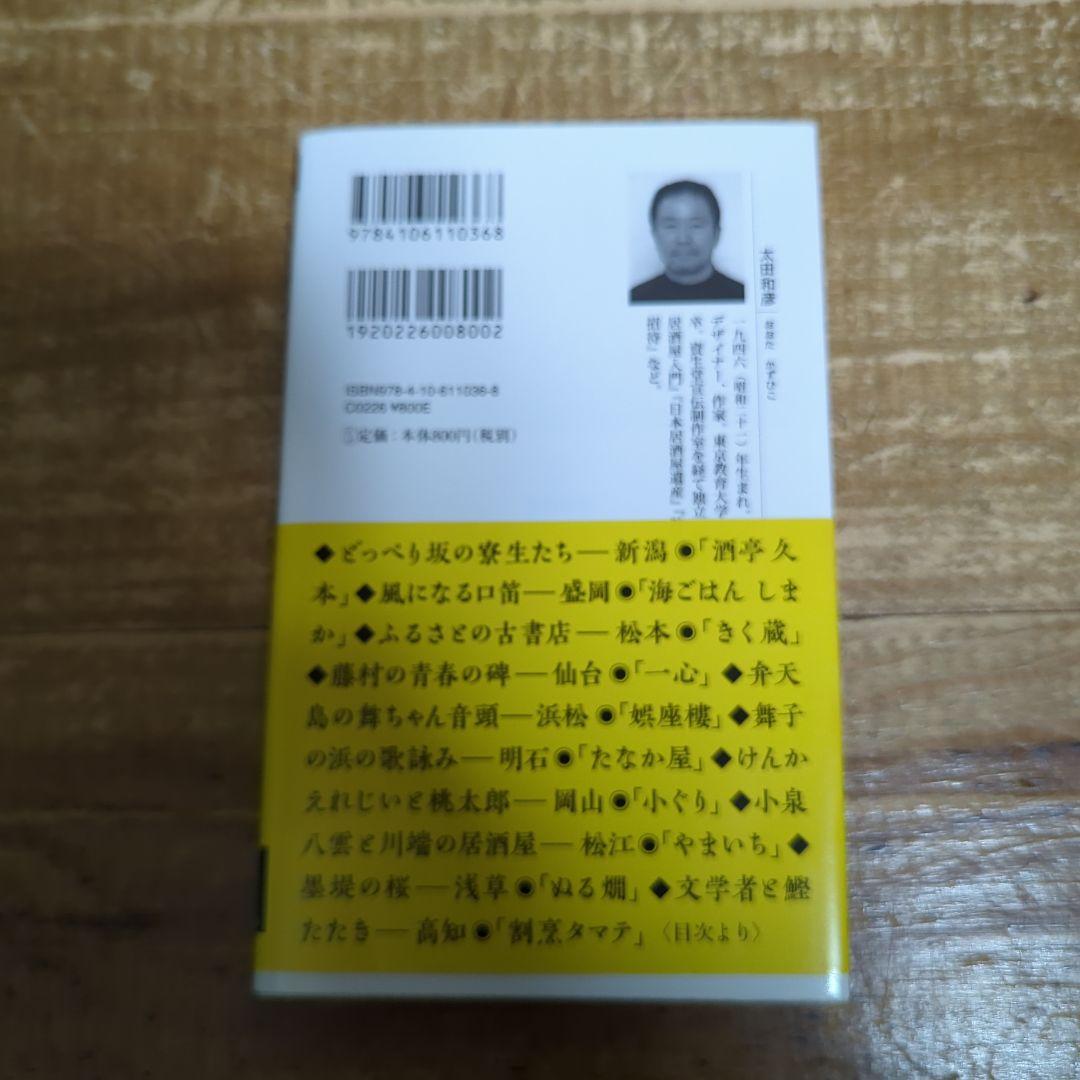 9784106110368
1920226008002
ISBN978-4-10-611036-8
C0226 ¥800E
定価：本体800円（税別）
太田和彦
おおた かずひこ
一九四六（昭和二十一）年生まれ。
デザイナー、作家。東京教育大学
卒。資生堂宣伝制作室を経て独立
居酒屋入門』『日本居酒屋遺産』
招待』など。
◆どっぺり坂の寮生たち―新潟◉「酒亭 久
本」◆風になる口笛―盛岡◉「海ごはん しま
か」◆ふるさとの古書店―松本◉「きく蔵」
◆藤村の青春の碑―仙台◉「一心」◆弁天
島の舞ちゃん音頭―浜松◉「娯座樓」◆舞子
の浜の歌詠み―明石◉「たなか屋」◆けんか
えれじいと桃太郎―岡山◉「小ぐり」◆小泉
八雲と川端の居酒屋―松江◉「やまいち」◆
墨堤の桜―浅草◉「ぬる燗」◆文学者と鰹
たたき―高知◉「割烹タマテ」〈目次より〉